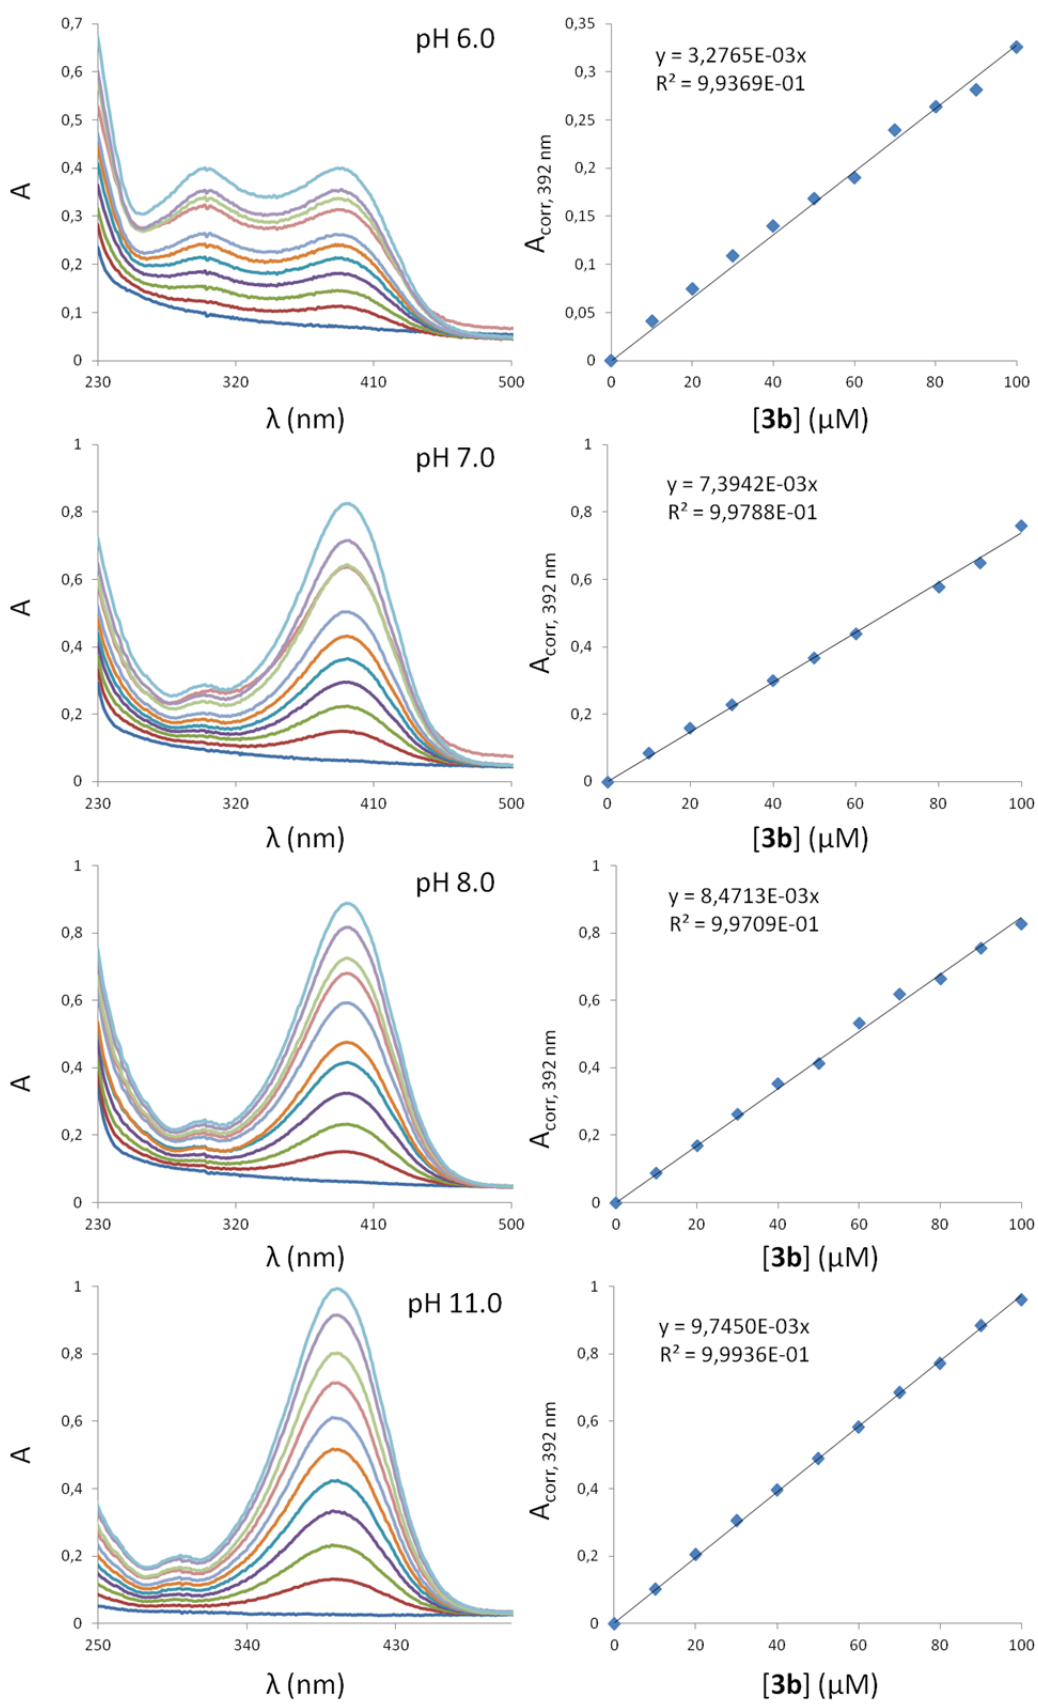 pH 6.0
0,7
0,6
0,5
0,4
0,3
0,2
0,1
0
A
230 320 410 500
λ (nm)
y = 3,2765E-03x
R² = 9,9369E-01
0,35
0,3
0,25
0,2
0,15
0,1
0,05
0
Acorr, 392 nm
0 20 40 60 80 100
[3b] (µM)
pH 7.0
1
0,8
0,6
0,4
0,2
0
A
230 320 410 500
λ (nm)
y = 7,3942E-03x
R² = 9,9788E-01
1
0,8
0,6
0,4
0,2
0
Acorr, 392 nm
0 20 40 60 80 100
[3b] (µM)
pH 8.0
1
0,8
0,6
0,4
0,2
0
A
230 320 410 500
λ (nm)
y = 8,4713E-03x
R² = 9,9709E-01
1
0,8
0,6
0,4
0,2
0
Acorr, 392 nm
0 20 40 60 80 100
[3b] (µM)
pH 11.0
1
0,8
0,6
0,4
0,2
0
A
250 340 430
λ (nm)
y = 9,7450E-03x
R² = 9,9936E-01
1
0,8
0,6
0,4
0,2
0
Acorr, 392 nm
0 20 40 60 80 100
[3b] (µM)